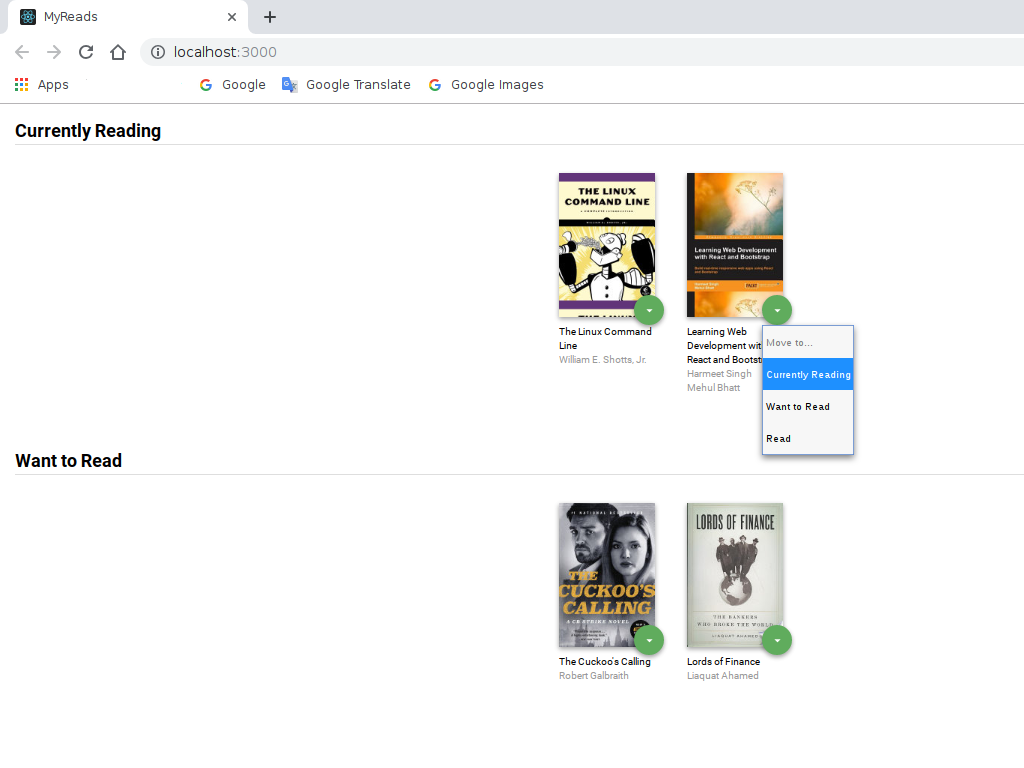 MyReads
localhost:3000
Apps
Google
Google Translate
Google Images
Currently Reading
THE LINUX
COMMAND LINE
The Linux Command
Line
William E. Shotts, Jr.
Learning Web Development
with React and Bootstrap
Learning Web
Development wit
React and Bootst
Harmeet Singh
Mehul Bhatt
Move to...
Currently Reading
Want to Read
Read
Want to Read
#1 NATIONAL
THE
CUCKOO'S
CALLING
A CB STRIKE NOVEL
The Cuckoo's Calling
Robert Galbraith
LORDS OF FINANCE
THE BANKERS
WHO BROKE THE WORLD
LIAQUAT AHAMED
Lords of Finance
Liaquat Ahamed